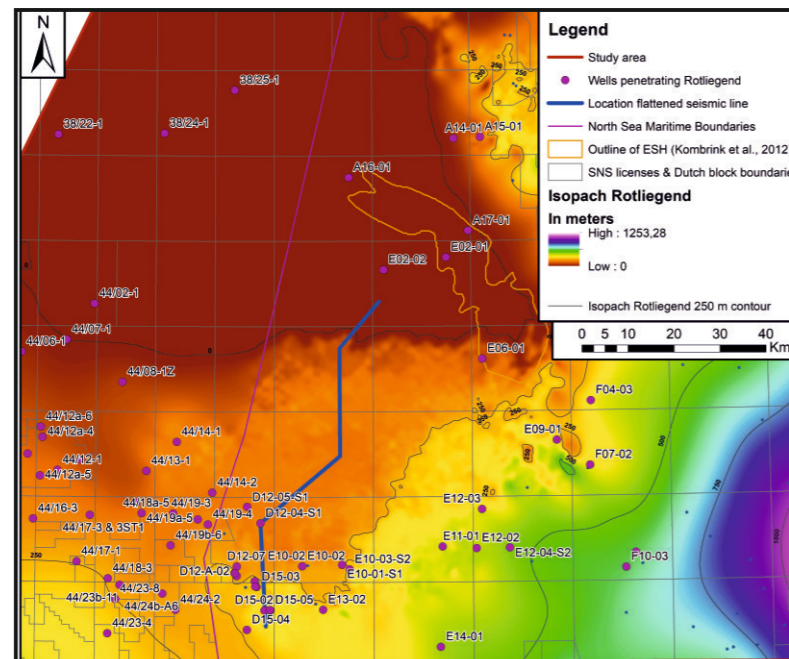 N
38/25-1
38/22-1
38/24-1
A14-01
A15-01
A16-01
A17-01
E02-01
E02-02
44/02-1
44/07-1
44/06-1
44/08-1Z
E06-01
F04-03
44/12a-6
44/12a-4
44/14-1
E09-01
44/12-1
44/13-1
F07-02
44/12a-5
44/14-2
D12-05-S1
E12-03
44/16-3
44/18a-5
44/19-3
D12-04-S1
44/17-3 & 3ST1
44/19a-5
44/19-4
44/19b-6
E11-01
E12-02
E12-04-S2
44/17-1
D12-07
E10-02
E10-02
E10-03-S2
F10-03
44/18-3
D12-A-02
D15-03
E10-01-S1
44/23-8
44/23b-11
44/24b-A6
44/24-2
D15-02
D15-05
E13-02
44/23-4
D15-04
E14-01
0
0
250
250
250
250
250
250
250
250
250
500
500
750
1000
Legend
Study area
Wells penetrating Rotliegend
Location flattened seismic line
North Sea Maritime Boundaries
Outline of ESH (Kombrink et al., 2012
SNS licenses & Dutch block boundarie
Isopach Rotliegend
In meters
High : 1253,28
Low : 0
Isopach Rotliegend 250 m contour
0 5 10 20 30 40
Km